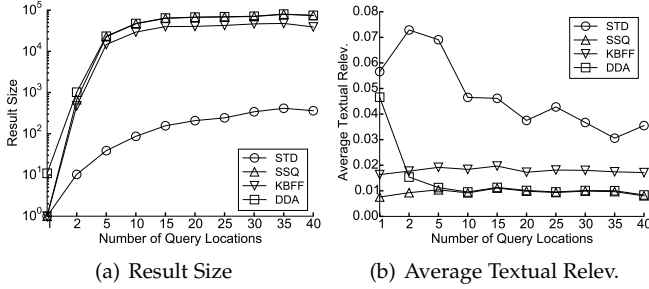 10^5
10^4
10^3
10^2
10^1
10^0
Result Size
1 2 5 10 15 20 25 30 35 40
Number of Query Locations
STD
SSQ
KBFF
DDA
(a) Result Size
0.08
0.07
0.06
0.05
0.04
0.03
0.02
0.01
0.00
Average Textual Relev.
1 2 5 10 15 20 25 30 35 40
Number of Query Locations
STD
SSQ
KBFF
DDA
(b) Average Textual Relev.